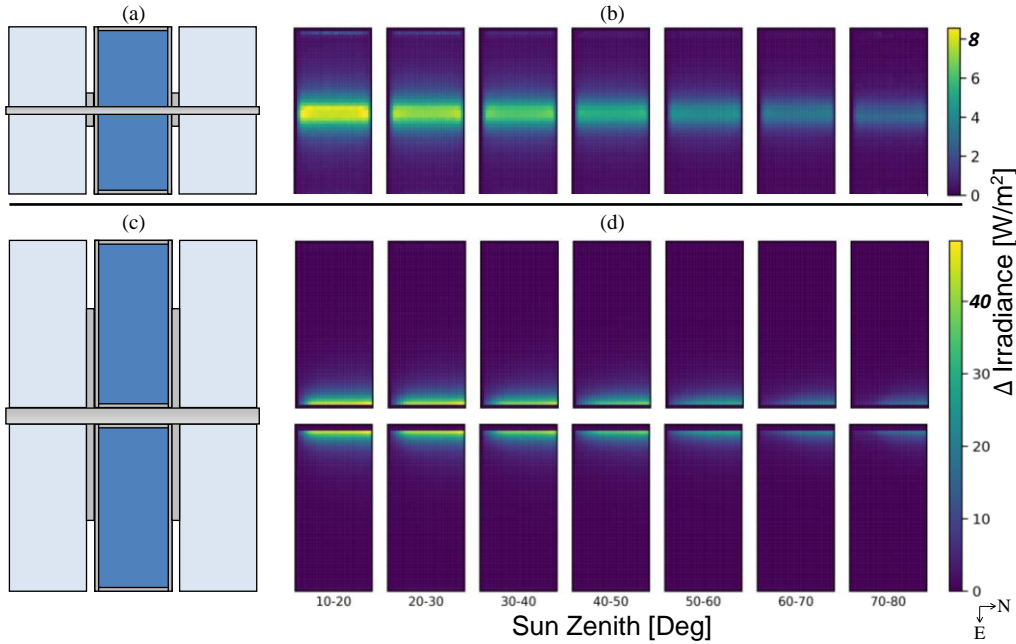 (a) (b)
8
6
4
2
0
(c) (d)
40
30
20
10
0
Δ Irradiance [W/m²]
10-20 20-30 30-40 40-50 50-60 60-70 70-80
Sun Zenith [Deg]
N
E